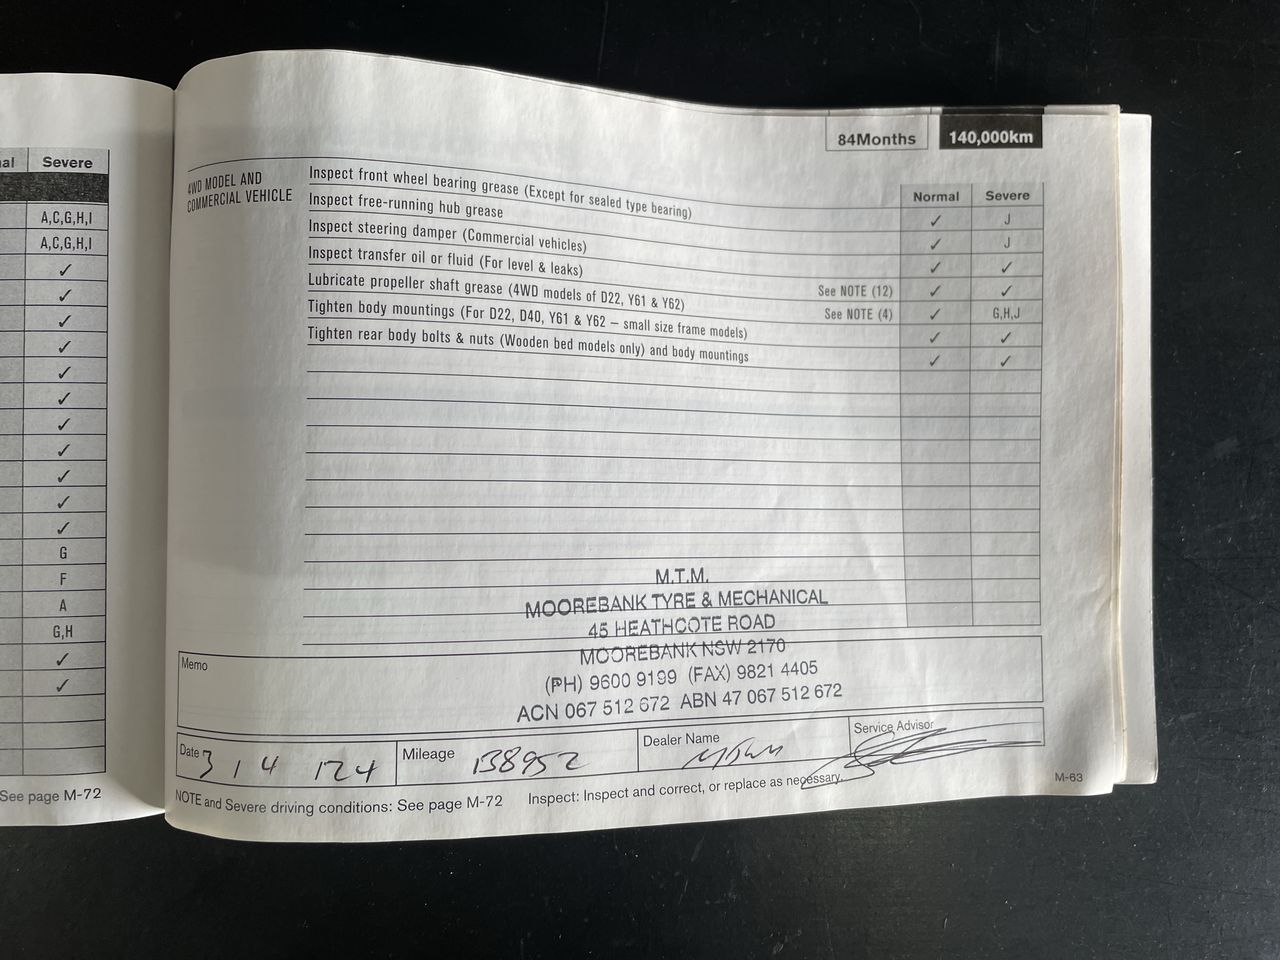 al Severe
A,C,G,H,I
A,C,G,H,I
✓
✓
✓
✓
✓
✓
✓
✓
✓
✓
✓
G
F
A
G,H
✓
✓
See page M-72
84Months 140,000km
4WD MODEL AND
COMMERCIAL VEHICLE
Normal Severe
Inspect front wheel bearing grease (Except for sealed type bearing) ✓ J
Inspect free-running hub grease ✓ J
Inspect steering damper (Commercial vehicles) ✓ ✓
Inspect transfer oil or fluid (For level & leaks) See NOTE (12) ✓ ✓
Lubricate propeller shaft grease (4WD models of D22, Y61 & Y62) See NOTE (4) ✓ G,H,J
Tighten body mountings (For D22, D40, Y61 & Y62 – small size frame models) ✓ ✓
Tighten rear body bolts & nuts (Wooden bed models only) and body mountings ✓ ✓
M.T.M.
MOOREBANK TYRE & MECHANICAL
45 HEATHCOTE ROAD
MOOREBANK NSW 2170
(PH) 9600 9199 (FAX) 9821 4405
ACN 067 512 672 ABN 47 067 512 672
Memo
Date 3 / 4 / 24 Mileage 138952 Dealer Name Service Advisor
NOTE and Severe driving conditions: See page M-72 Inspect: Inspect and correct, or replace as necessary.
M-63